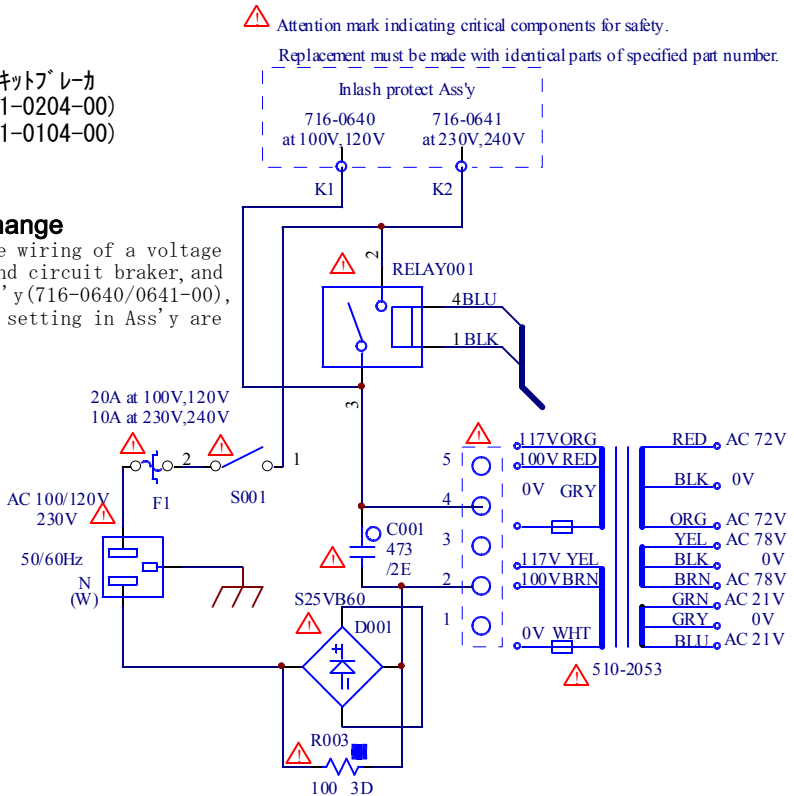 Attention mark indicating critical components for safety.
Replacement must be made with identical parts of specified part number.
キットブレーカ
1-0204-00)
1-0104-00)
Inlash protect Ass'y
716-0640
at 100V,120V
716-0641
at 230V,240V
K1
K2
ange
e wiring of a voltage
nd circuit braker,and
'y(716-0640/0641-00),
setting in Ass'y are
2
RELAY001
4 BLU
1 BLK
3
20A at 100V,120V
10A at 230V,240V
2
1
F1
S001
AC 100/120V
230V
50/60Hz
N
(W)
C001
473
/2E
5
4
3
2
1
117V ORG
100V RED
0V GRY
117V YEL
100V BRN
0V WHT
RED AC 72V
BLK 0V
ORG AC 72V
YEL AC 78V
BLK 0V
BRN AC 78V
GRN AC 21V
GRY 0V
BLU AC 21V
510-2053
S25VB60
D001
R003
100 3D